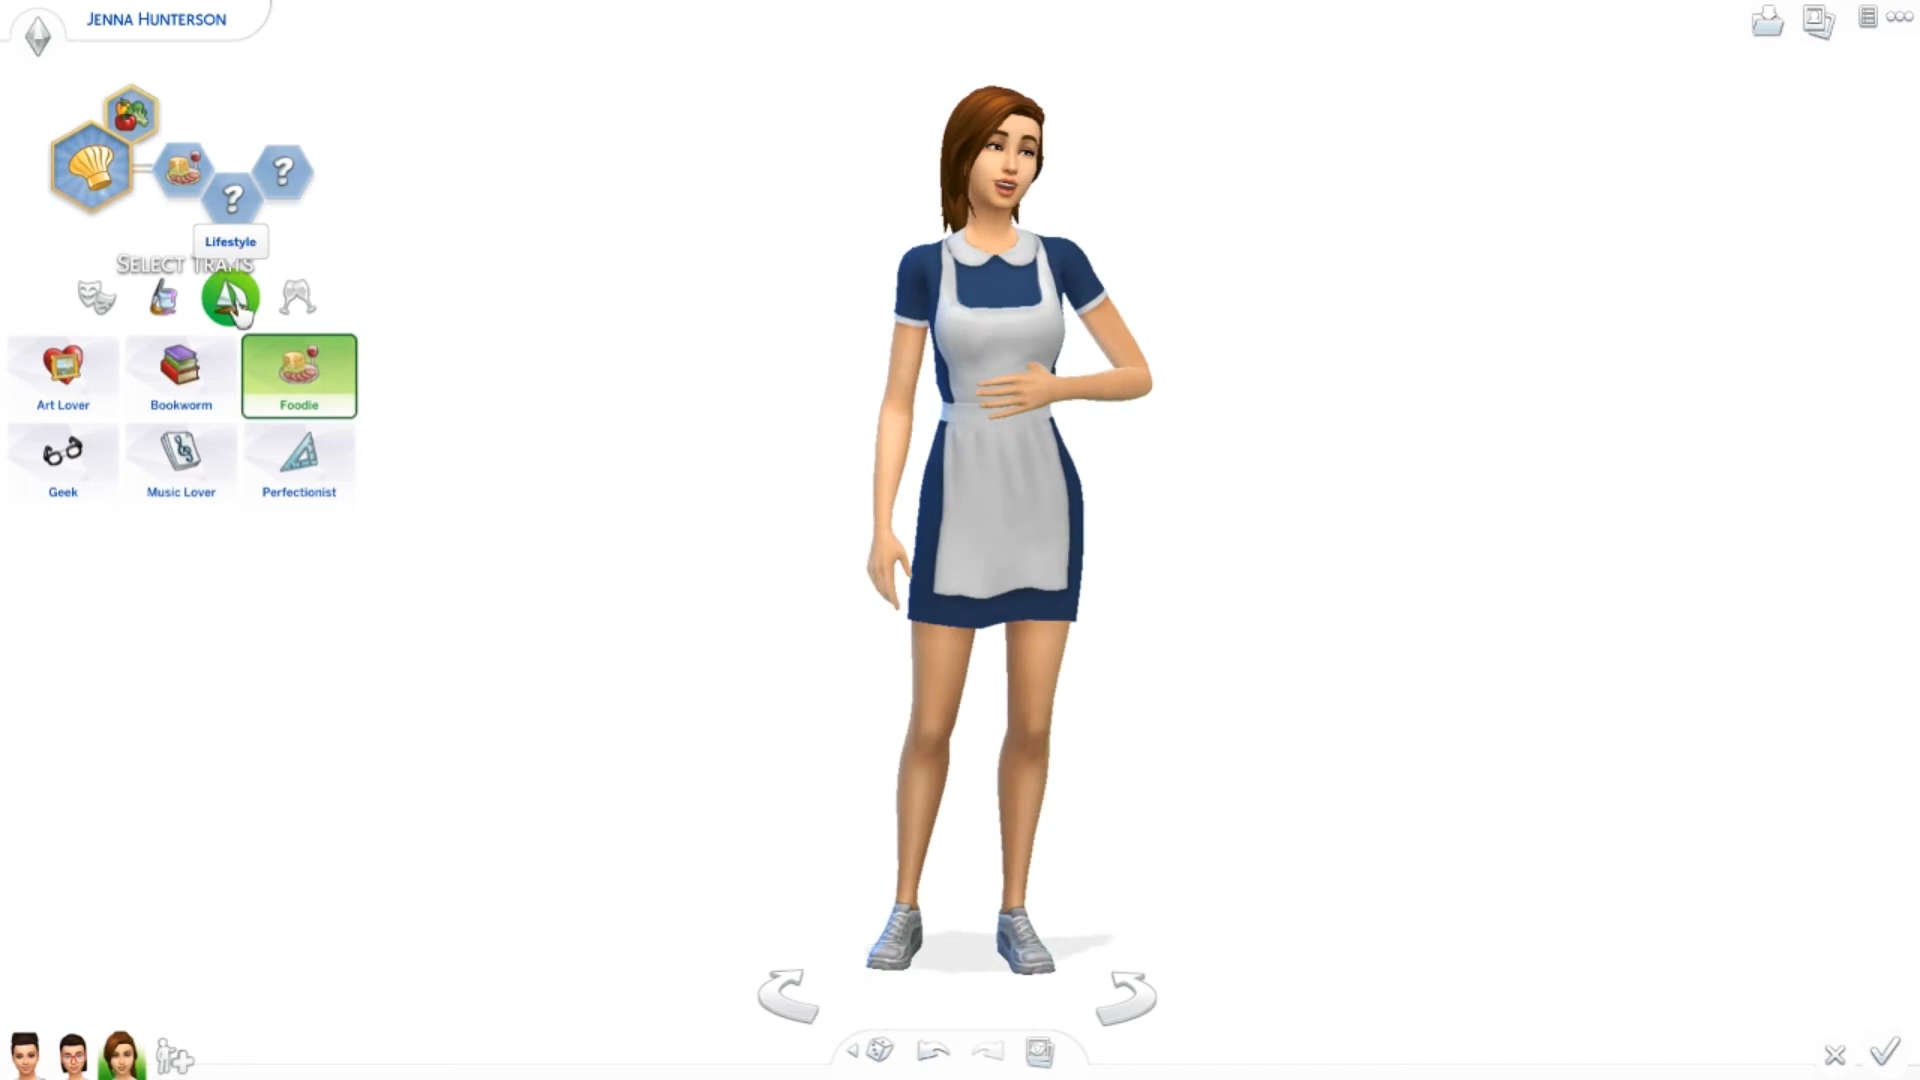 JENNA HUNTERSON
? ?
Lifestyle
SELECT TRAITS
Art Lover Bookworm Foodie
Geek Music Lover Perfectionist